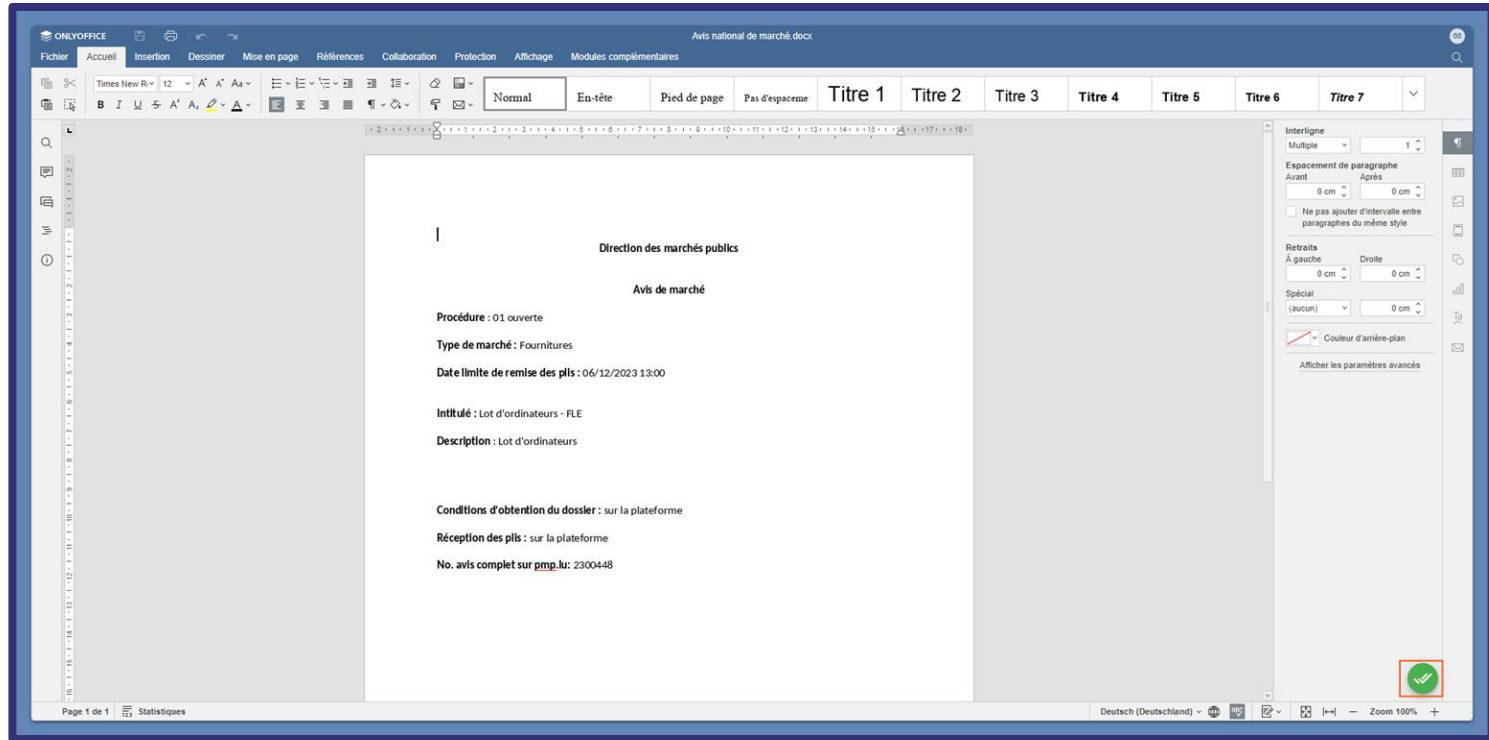 ONLYOFFICE
Avis national de marché.docx
Fichier Accueil Insertion Dessiner Mise en page Références Collaboration Protection Affichage Modules complémentaires
Times New R 12 A A Aa
B I U S A² A₂ A
Normal En-tête Pied de page Pas d'espaceme Titre 1 Titre 2 Titre 3 Titre 4 Titre 5 Titre 6 Titre 7
Direction des marchés publics
Avis de marché
Procédure : 01 ouverte
Type de marché : Fournitures
Date limite de remise des plis : 06/12/2023 13:00
Intitulé : Lot d'ordinateurs - FLE
Description : Lot d'ordinateurs
Conditions d'obtention du dossier : sur la plateforme
Réception des plis : sur la plateforme
No. avis complet sur pmp.lu: 2300448
Interligne
Multiple 1
Espacement de paragraphe
Avant Après
0 cm 0 cm
Ne pas ajouter d'intervalle entre
paragraphes du même style
Retraits
À gauche Droite
0 cm 0 cm
Spécial
(aucun) 0 cm
Couleur d'arrière-plan
Afficher les paramètres avancés
Page 1 de 1 Statistiques Deutsch (Deutschland) Zoom 100%